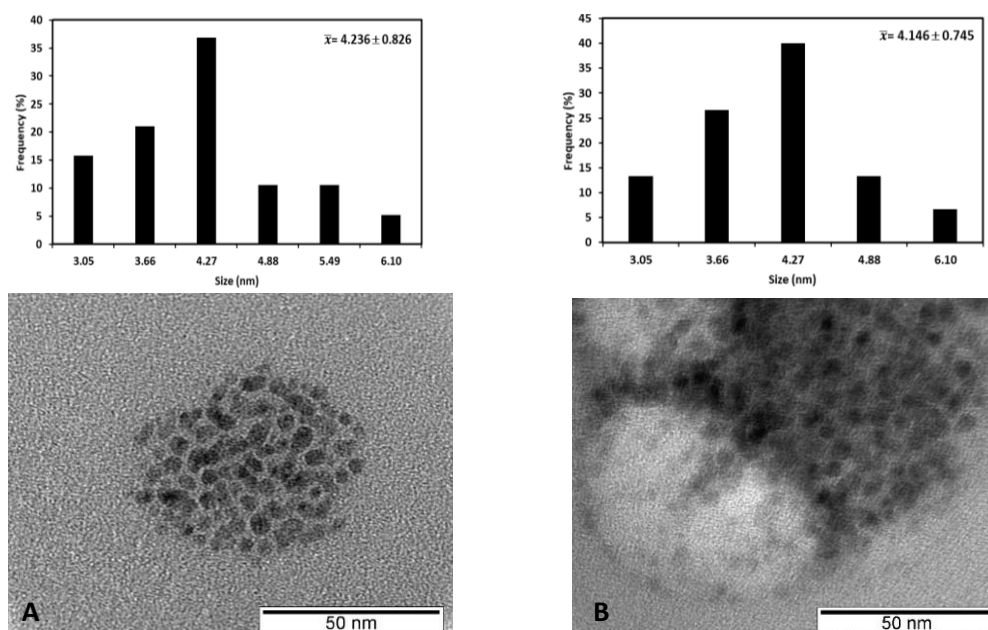 40
35
30
25
20
15
10
5
0
Frequency (%)
x̄= 4.236±0.826
3.05 3.66 4.27 4.88 5.49 6.10
Size (nm)
45
40
35
30
25
20
15
10
5
0
Frequency (%)
x̄= 4.146±0.745
3.05 3.66 4.27 4.88 6.10
Size (nm)
A
50 nm
B
50 nm